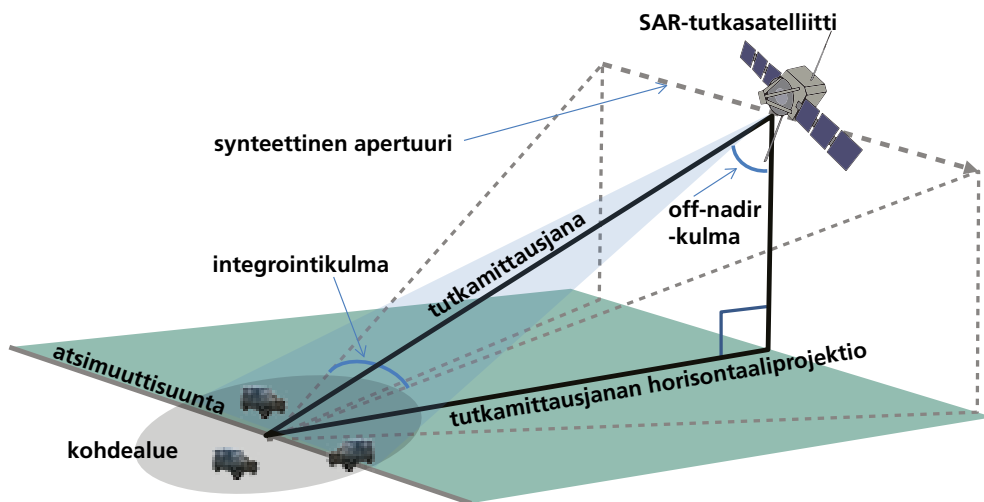 SAR-tutkasatelliitti
synteettinen apertuuri
off-nadir
-kulma
integrointikulma
tutkamittausjana
atsimuuttisuunta
tutkamittausjanan horisontaaliprojektio
kohdealue